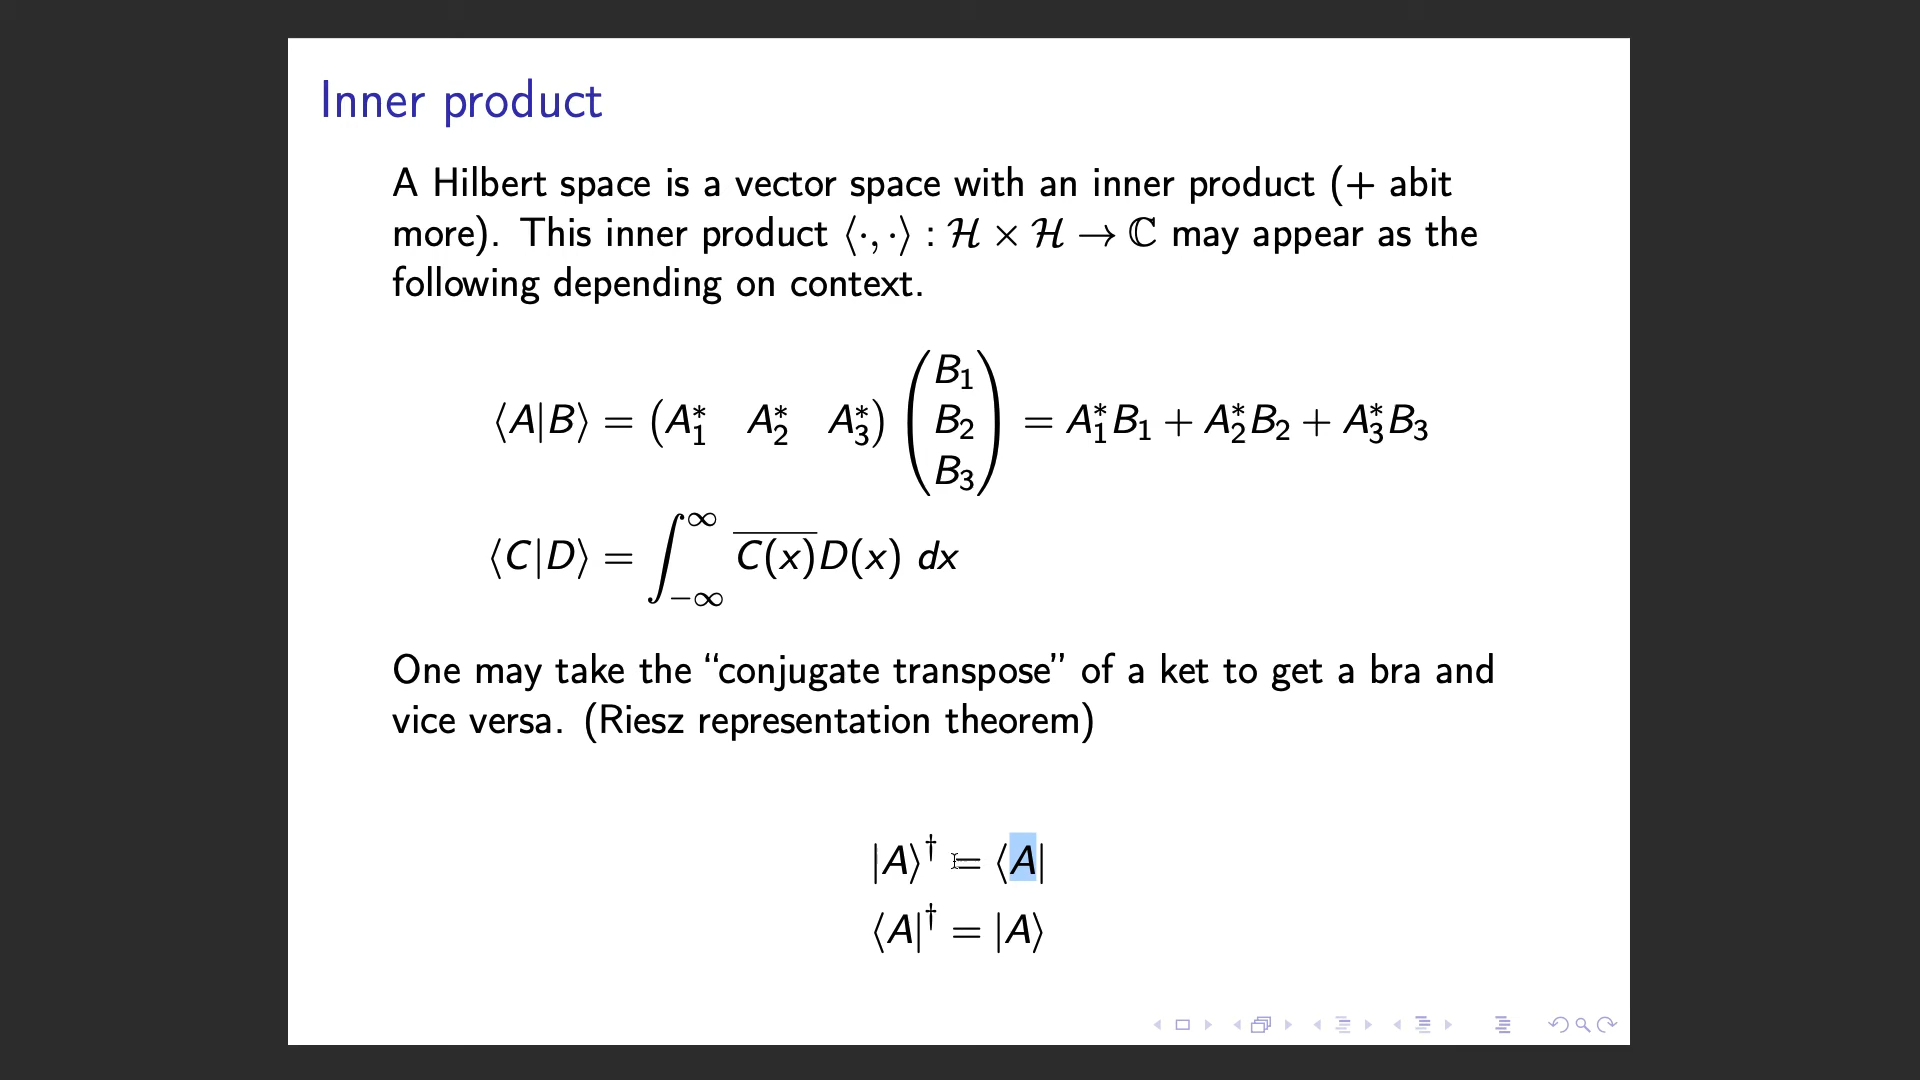 Inner product
A Hilbert space is a vector space with an inner product (+ abit
more). This inner product ⟨·, ·⟩ : ℋ × ℋ → ℂ may appear as the
following depending on context.
⟨A|B⟩ = (A₁* A₂* A₃*) (B₁ B₂ B₃) = A₁*B₁ + A₂*B₂ + A₃*B₃
⟨C|D⟩ = ∫_{−∞}^{∞} \overline{C(x)}D(x) dx
One may take the “conjugate transpose” of a ket to get a bra and
vice versa. (Riesz representation theorem)
|A⟩† = ⟨A|
⟨A|† = |A⟩